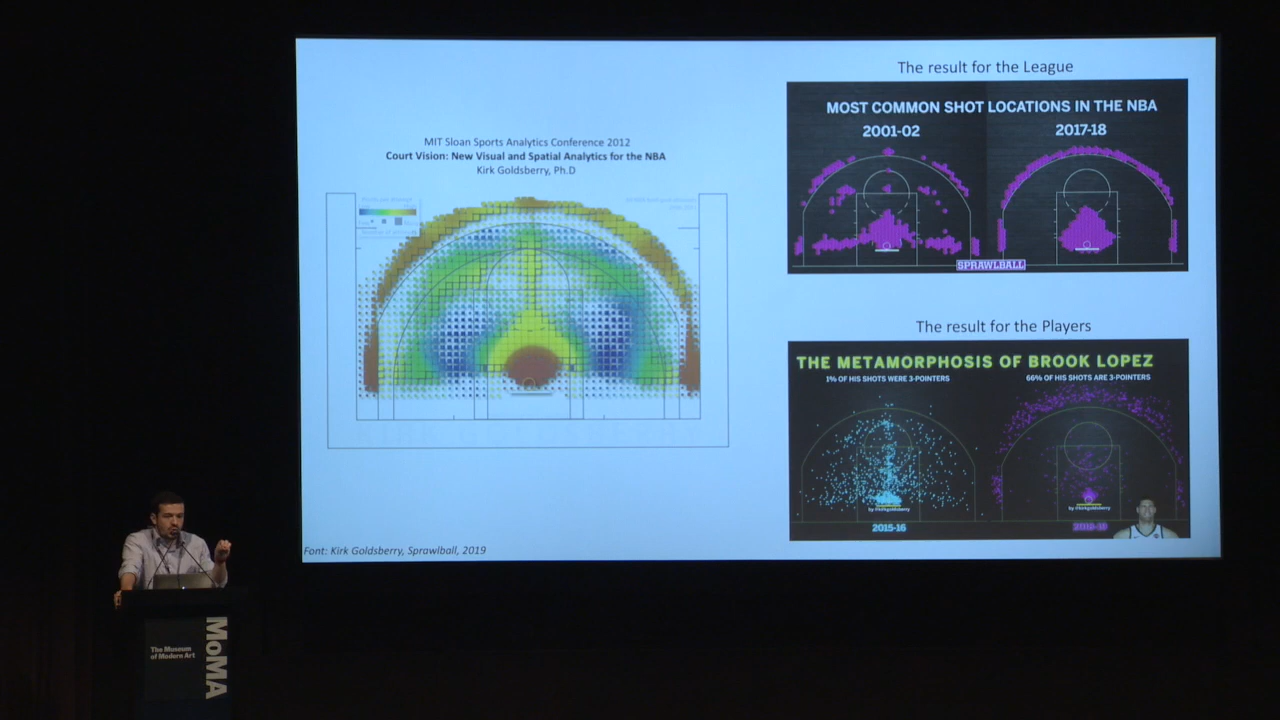 MIT Sloan Sports Analytics Conference 2012
Court Vision: New Visual and Spatial Analytics for the NBA
Kirk Goldsberry, Ph.D
Font: Kirk Goldsberry, Sprawlball, 2019
The result for the League
MOST COMMON SHOT LOCATIONS IN THE NBA
2001-02
2017-18
SPRAWLBALL
The result for the Players
THE METAMORPHOSIS OF BROOK LOPEZ
1% OF HIS SHOTS WERE 3-POINTERS
66% OF HIS SHOTS ARE 3-POINTERS
by @kirkgoldsberry
by @kirkgoldsberry
2015-16
2018-19
The Museum
of Modern Art
MoMA